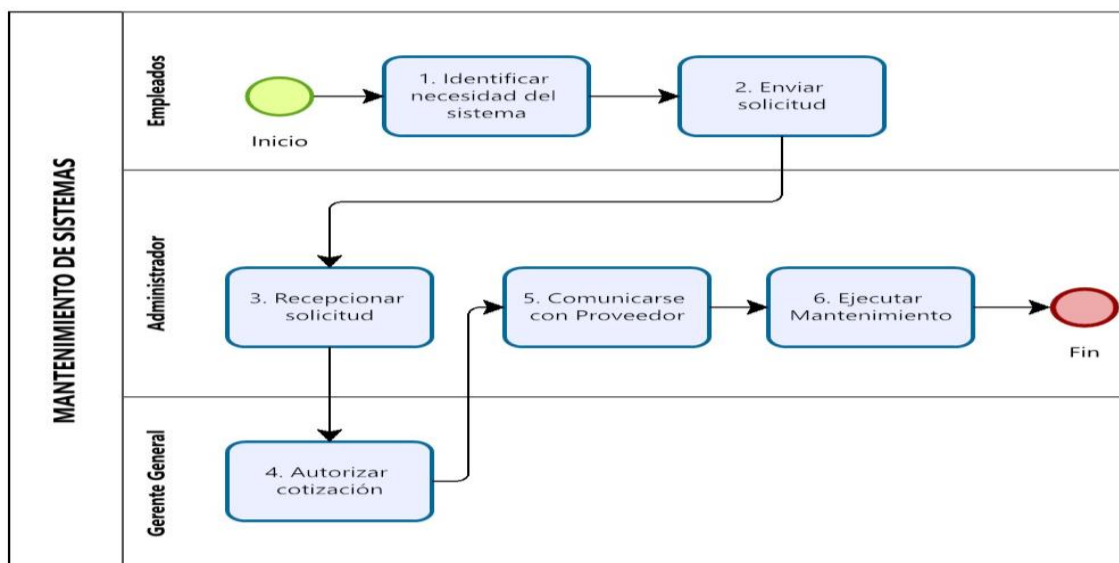 MANTENIMIENTO DE SISTEMAS
Empleados
Inicio
1. Identificar
necesidad del
sistema
2. Enviar
solicitud
Administrador
3. Recepcionar
solicitud
5. Comunicarse
con Proveedor
6. Ejecutar
Mantenimiento
Fin
Gerente General
4. Autorizar
cotización